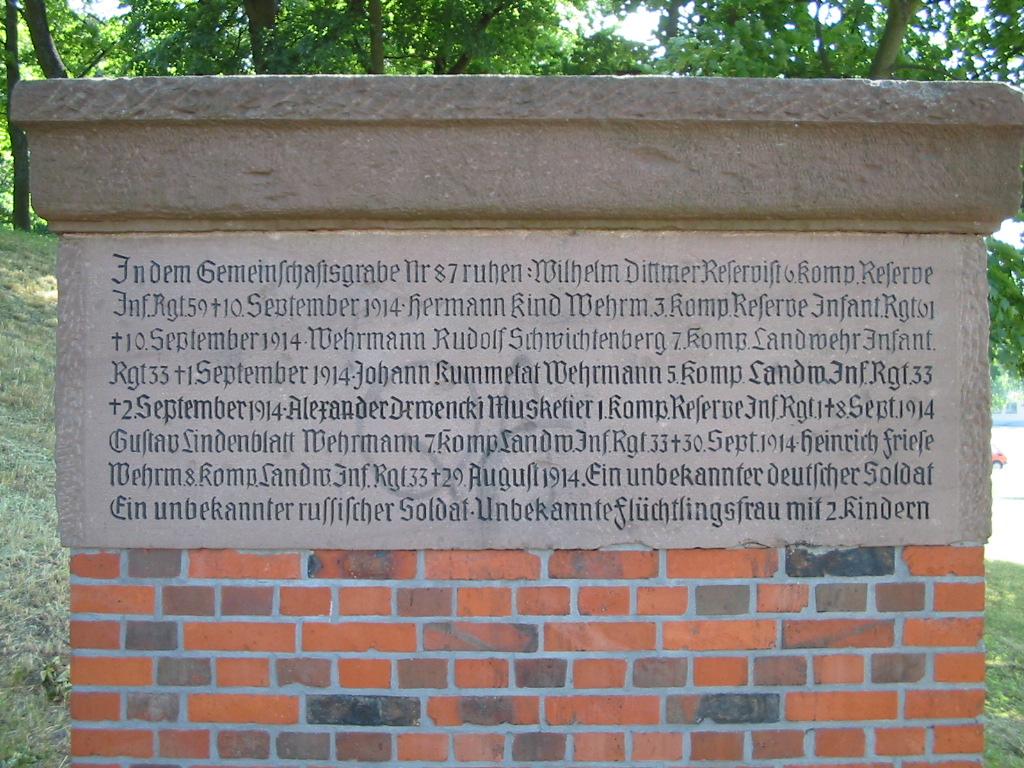 In dem Gemeinschaftsgrabe Nr 87 ruhen: Wilhelm Dittmer Reservist 6. Komp. Reserve
Inf. Rgt. 59 † 10. September 1914 · Hermann Kind Wehrm. 3. Komp. Reserve Infant. Rgt. 61
† 10. September 1914 · Wehrmann Rudolf Schwichtenberg 7. Komp. Landwehr Infant.
Rgt 33 † 1. September 1914 · Johann Kummetat Wehrmann 5. Komp. Landw. Inf. Rgt. 33
† 2. September 1914 · Alexander Drwencki Musketier 1. Komp. Reserve Inf. Rgt. 1 † 8. Sept. 1914
Gustav Lindenblatt Wehrmann 7. Komp. Landw. Inf. Rgt. 33 † 30. Sept. 1914 · Heinrich Friese
Wehrm 8. Komp. Landw. Inf. Rgt. 33 † 29. August 1914. Ein unbekannter deutscher Soldat
Ein unbekannter russischer Soldat · Unbekannte Flüchtlingsfrau mit 2. Kindern